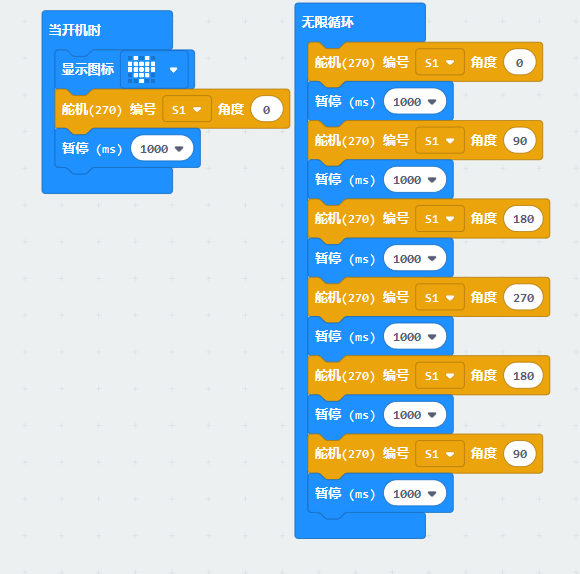 当开机时
显示图标
舵机(270) 编号 S1 角度 0
暂停 (ms) 1000
无限循环
舵机(270) 编号 S1 角度 0
暂停 (ms) 1000
舵机(270) 编号 S1 角度 90
暂停 (ms) 1000
舵机(270) 编号 S1 角度 180
暂停 (ms) 1000
舵机(270) 编号 S1 角度 270
暂停 (ms) 1000
舵机(270) 编号 S1 角度 180
暂停 (ms) 1000
舵机(270) 编号 S1 角度 90
暂停 (ms) 1000